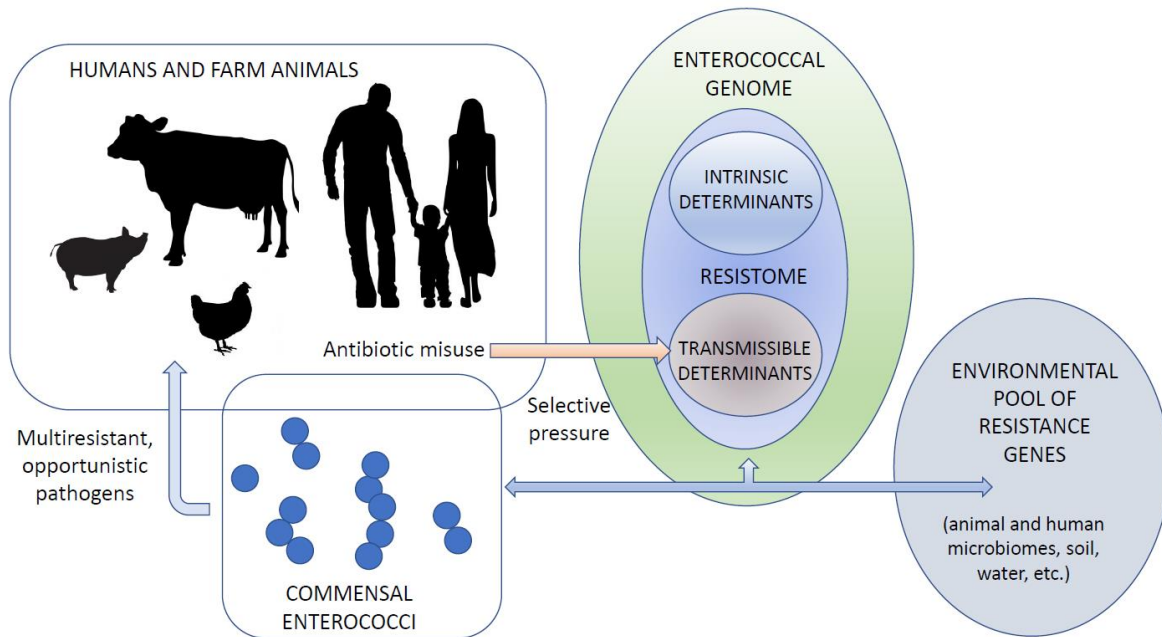 HUMANS AND FARM ANIMALS
Antibiotic misuse
Multiresistant,
opportunistic
pathogens
COMMENSAL
ENTEROCOCCI
Selective
pressure
ENTEROCOCCAL
GENOME
INTRINSIC
DETERMINANTS
RESISTOME
TRANSMISSIBLE
DETERMINANTS
ENVIRONMENTAL
POOL OF
RESISTANCE
GENES
(animal and human
microbiomes, soil,
water, etc.)